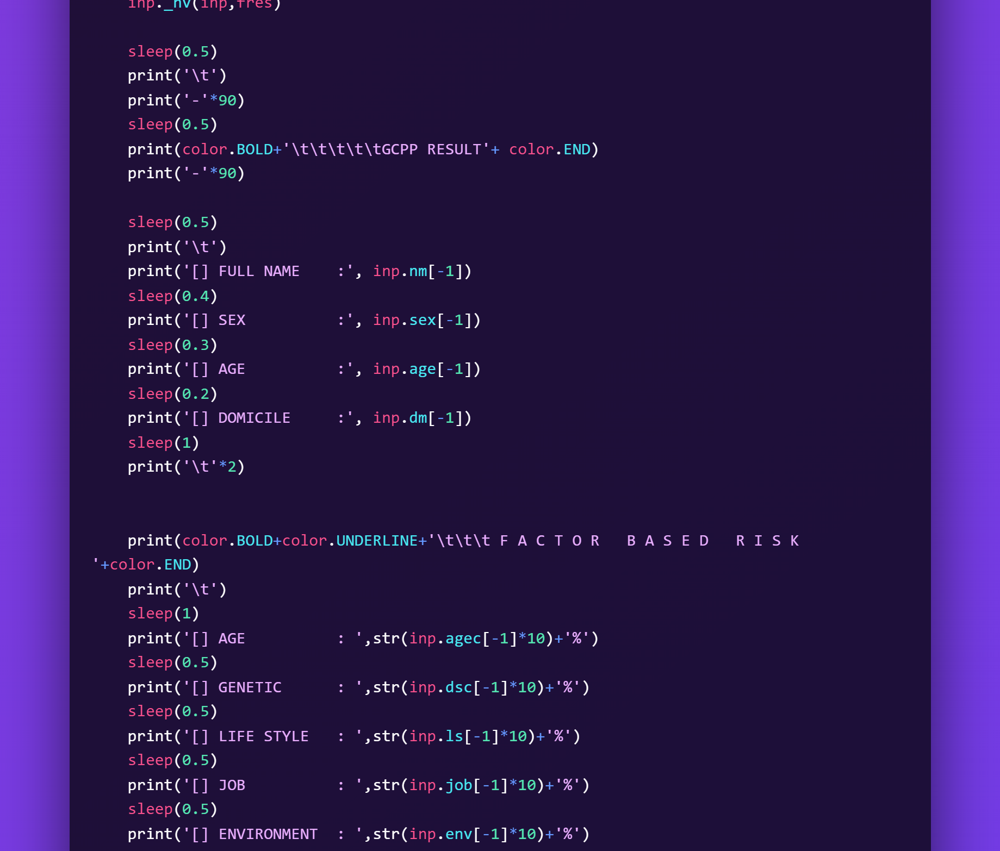 inp._nv(inp,fres)
sleep(0.5)
print('\t')
print('-'*90)
sleep(0.5)
print(color.BOLD+'\t\t\t\t\tGCPP RESULT'+ color.END)
print('-'*90)
sleep(0.5)
print('\t')
print('[] FULL NAME    :', inp.nm[-1])
sleep(0.4)
print('[] SEX          :', inp.sex[-1])
sleep(0.3)
print('[] AGE          :', inp.age[-1])
sleep(0.2)
print('[] DOMICILE     :', inp.dm[-1])
sleep(1)
print('\t'*2)
print(color.BOLD+color.UNDERLINE+'\t\t\t F A C T O R   B A S E D   R I S K
'+color.END)
print('\t')
sleep(1)
print('[] AGE          : ',str(inp.agec[-1]*10)+'%')
sleep(0.5)
print('[] GENETIC      : ',str(inp.dsc[-1]*10)+'%')
sleep(0.5)
print('[] LIFE STYLE   : ',str(inp.ls[-1]*10)+'%')
sleep(0.5)
print('[] JOB          : ',str(inp.job[-1]*10)+'%')
sleep(0.5)
print('[] ENVIRONMENT  : ',str(inp.env[-1]*10)+'%')